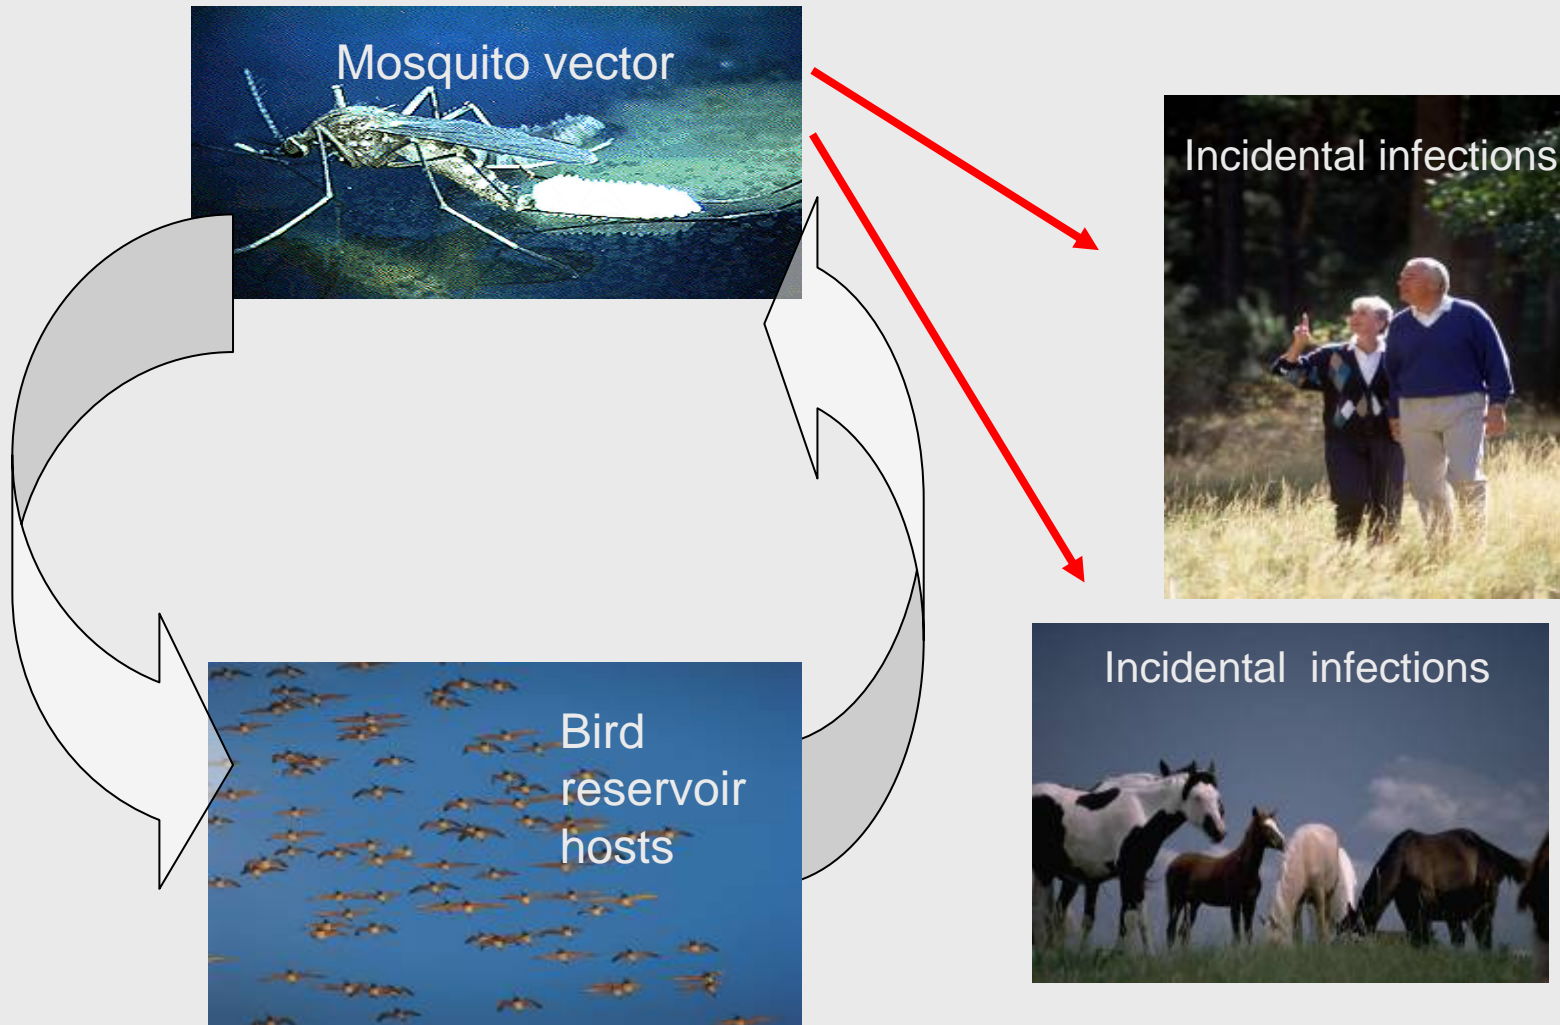 Mosquito vector
Incidental infections
Incidental  infections
Bird
reservoir
hosts